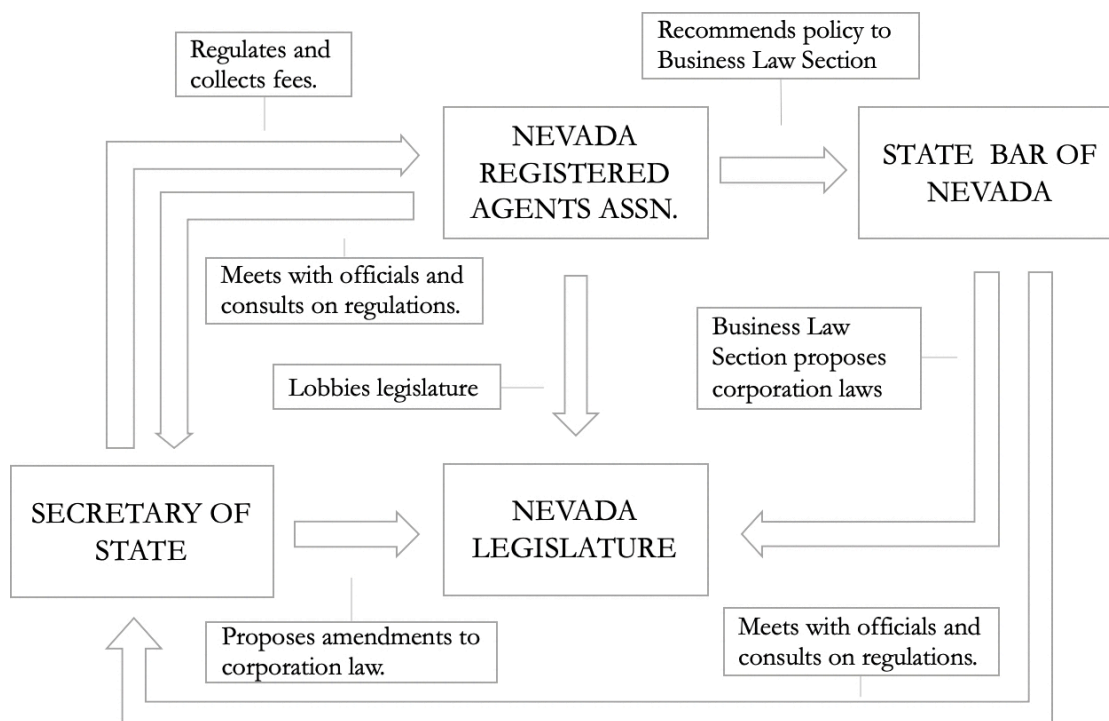 Regulates and
collects fees.
Recommends policy to
Business Law Section
NEVADA
REGISTERED
AGENTS ASSN.
STATE BAR OF
NEVADA
Meets with officials and
consults on regulations.
Business Law
Section proposes
corporation laws
Lobbies legislature
SECRETARY OF
STATE
NEVADA
LEGISLATURE
Proposes amendments to
corporation law.
Meets with officials and
consults on regulations.